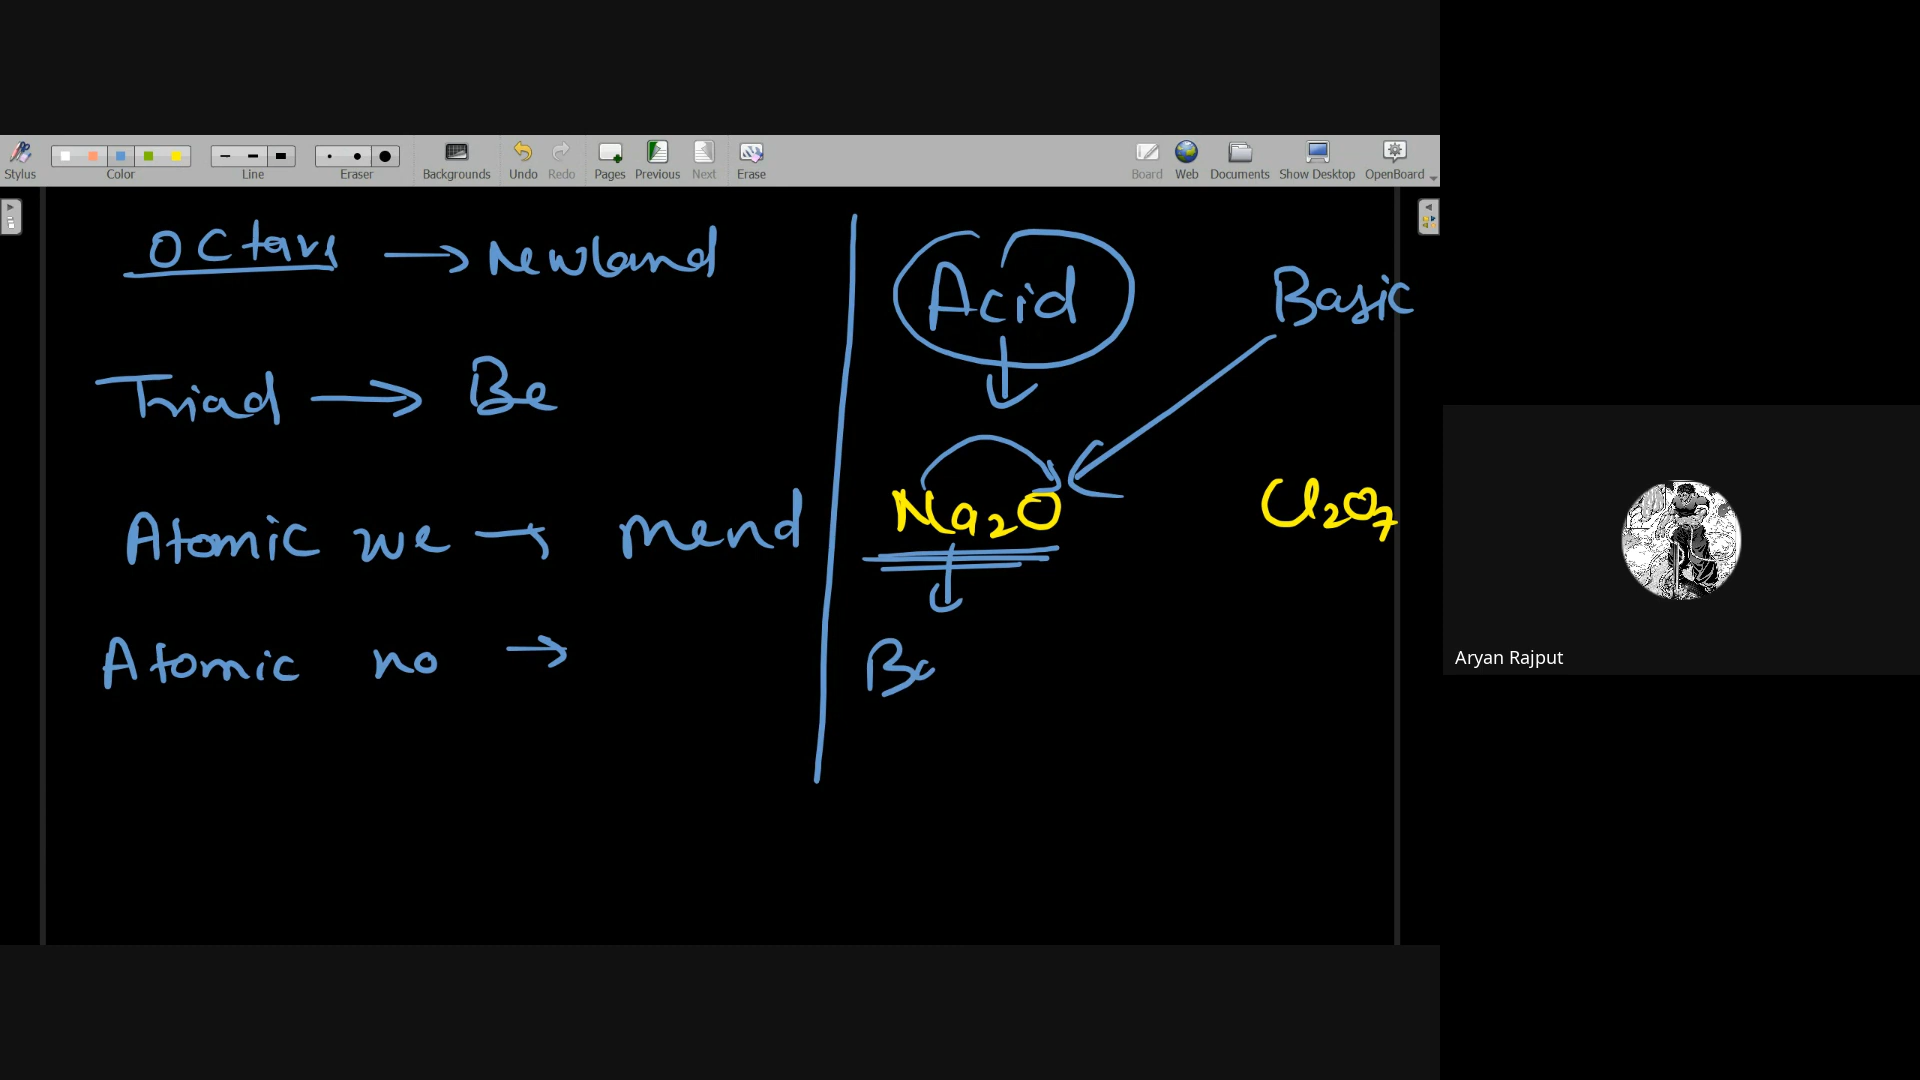 Stylus
Color
Line
Eraser
Backgrounds
Undo
Redo
Pages
Previous
Next
Erase
Board
Web
Documents
Show Desktop
OpenBoard
Octavs → Newland
Triad → Be
Atomic we → mend
Atomic no →
Acid
Basic
Na2O
Cl2O7
Ba
Aryan Rajput